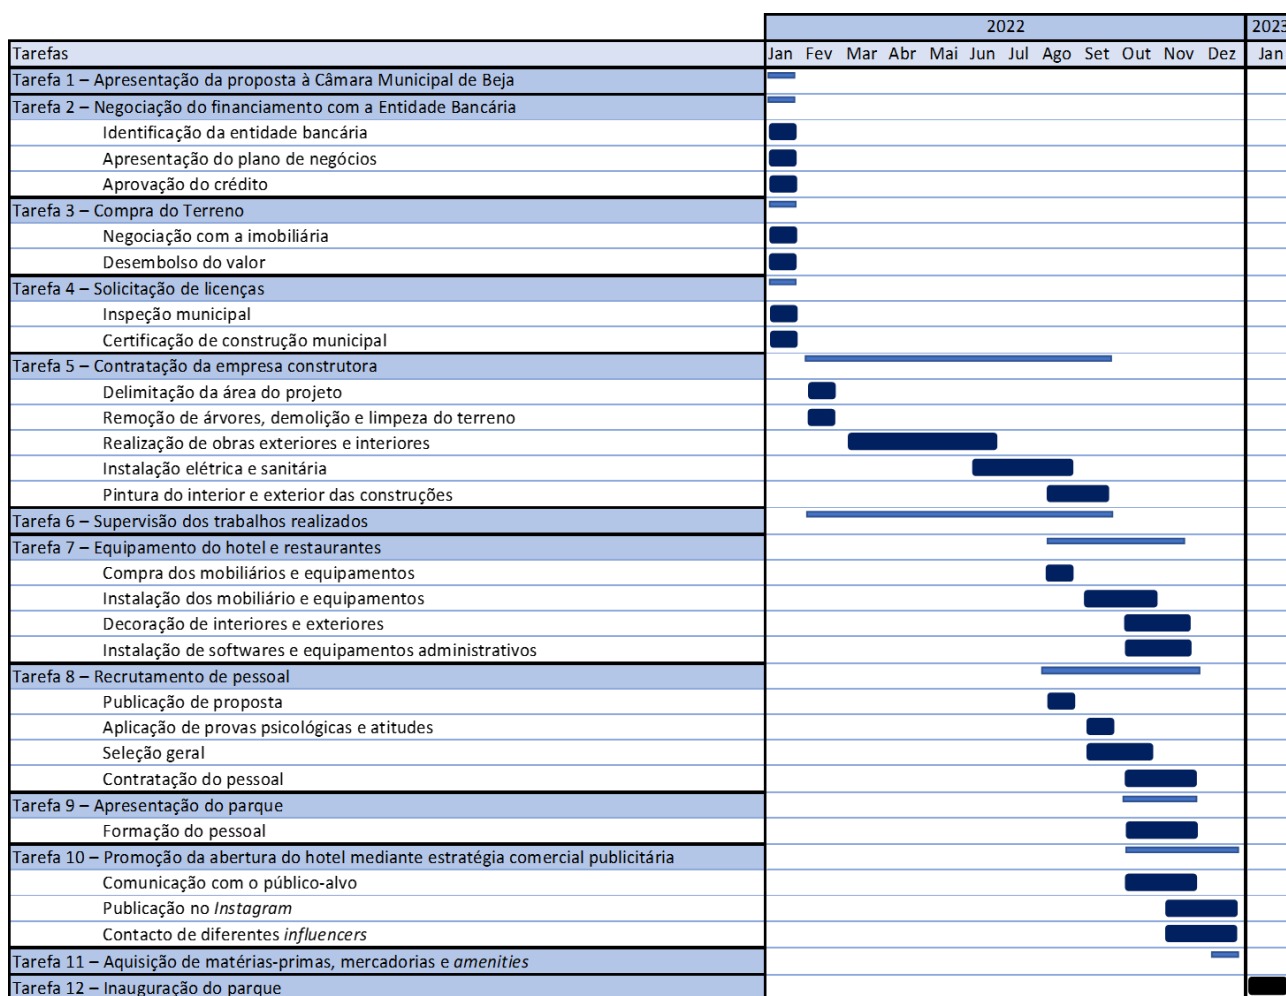 2022 2023
Tarefas Jan Fev Mar Abr Mai Jun Jul Ago Set Out Nov Dez Jan
Tarefa 1 – Apresentação da proposta à Câmara Municipal de Beja
Tarefa 2 – Negociação do financiamento com a Entidade Bancária
Identificação da entidade bancária
Apresentação do plano de negócios
Aprovação do crédito
Tarefa 3 – Compra do Terreno
Negociação com a imobiliária
Desembolso do valor
Tarefa 4 – Solicitação de licenças
Inspeção municipal
Certificação de construção municipal
Tarefa 5 – Contratação da empresa construtora
Delimitação da área do projeto
Remoção de árvores, demolição e limpeza do terreno
Realização de obras exteriores e interiores
Instalação elétrica e sanitária
Pintura do interior e exterior das construções
Tarefa 6 – Supervisão dos trabalhos realizados
Tarefa 7 – Equipamento do hotel e restaurantes
Compra dos mobiliários e equipamentos
Instalação dos mobiliário e equipamentos
Decoração de interiores e exteriores
Instalação de softwares e equipamentos administrativos
Tarefa 8 – Recrutamento de pessoal
Publicação de proposta
Aplicação de provas psicológicas e atitudes
Seleção geral
Contratação do pessoal
Tarefa 9 – Apresentação do parque
Formação do pessoal
Tarefa 10 – Promoção da abertura do hotel mediante estratégia comercial publicitária
Comunicação com o público-alvo
Publicação no Instagram
Contacto de diferentes influencers
Tarefa 11 – Aquisição de matérias-primas, mercadorias e amenities
Tarefa 12 – Inauguração do parque